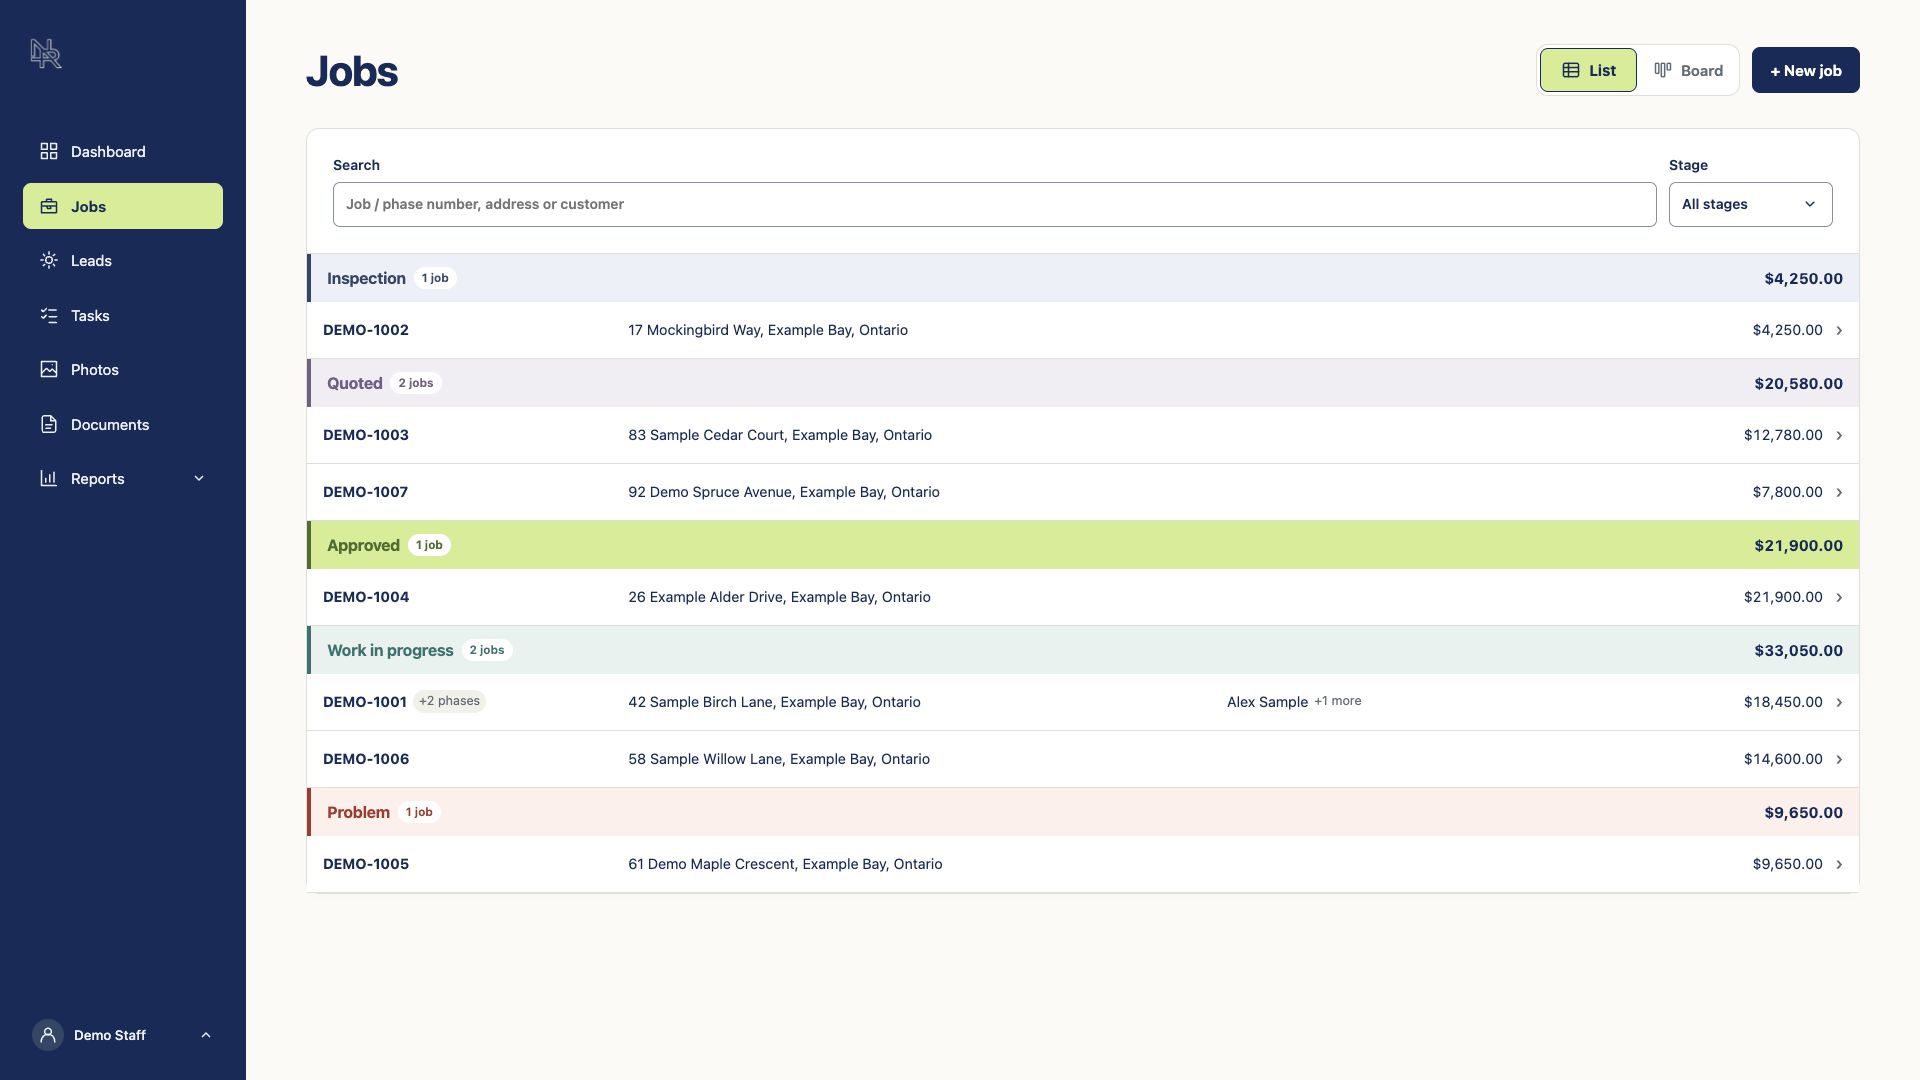 NR
Dashboard
Jobs
Leads
Tasks
Photos
Documents
Reports
Demo Staff
Jobs
List
Board
+ New job
Search
Stage
Job / phase number, address or customer
All stages
Inspection 1 job $4,250.00
DEMO-1002 17 Mockingbird Way, Example Bay, Ontario $4,250.00
Quoted 2 jobs $20,580.00
DEMO-1003 83 Sample Cedar Court, Example Bay, Ontario $12,780.00
DEMO-1007 92 Demo Spruce Avenue, Example Bay, Ontario $7,800.00
Approved 1 job $21,900.00
DEMO-1004 26 Example Alder Drive, Example Bay, Ontario $21,900.00
Work in progress 2 jobs $33,050.00
DEMO-1001 +2 phases 42 Sample Birch Lane, Example Bay, Ontario Alex Sample +1 more $18,450.00
DEMO-1006 58 Sample Willow Lane, Example Bay, Ontario $14,600.00
Problem 1 job $9,650.00
DEMO-1005 61 Demo Maple Crescent, Example Bay, Ontario $9,650.00